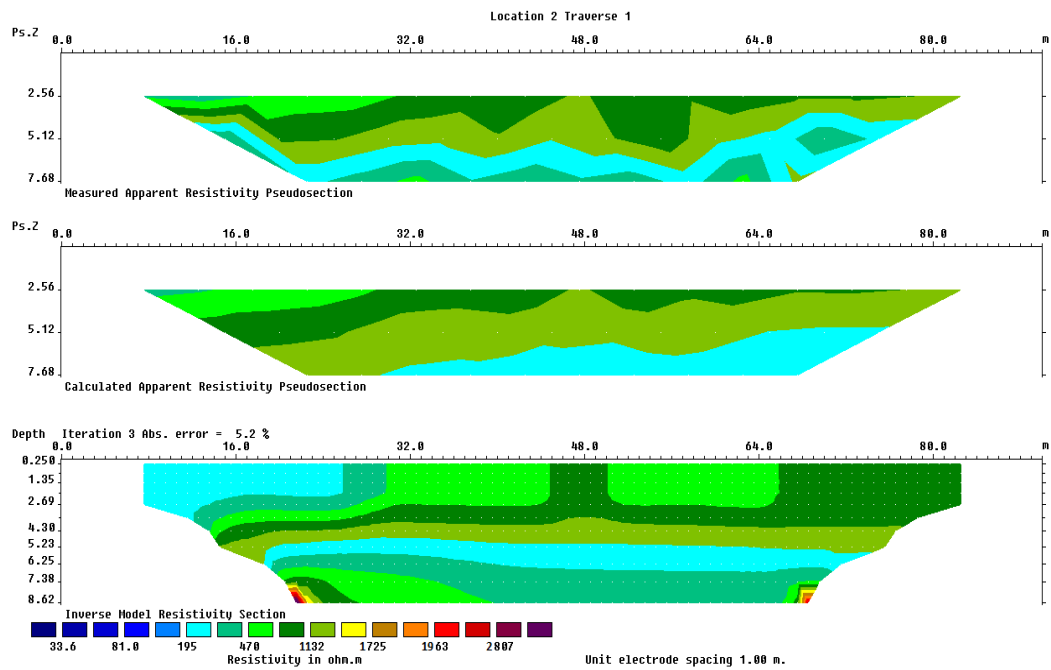 Location 2 Traverse 1
Ps.Z 0.0 16.0 32.0 48.0 64.0 80.0 m
2.56
5.12
7.68
Measured Apparent Resistivity Pseudosection
Ps.Z 0.0 16.0 32.0 48.0 64.0 80.0 m
2.56
5.12
7.68
Calculated Apparent Resistivity Pseudosection
Depth Iteration 3 Abs. error = 5.2 %
0.0 16.0 32.0 48.0 64.0 80.0 m
0.250
1.35
2.69
4.30
5.23
6.25
7.38
8.62
Inverse Model Resistivity Section
33.6 81.0 195 470 1132 1725 1963 2807
Resistivity in ohm.m Unit electrode spacing 1.00 m.